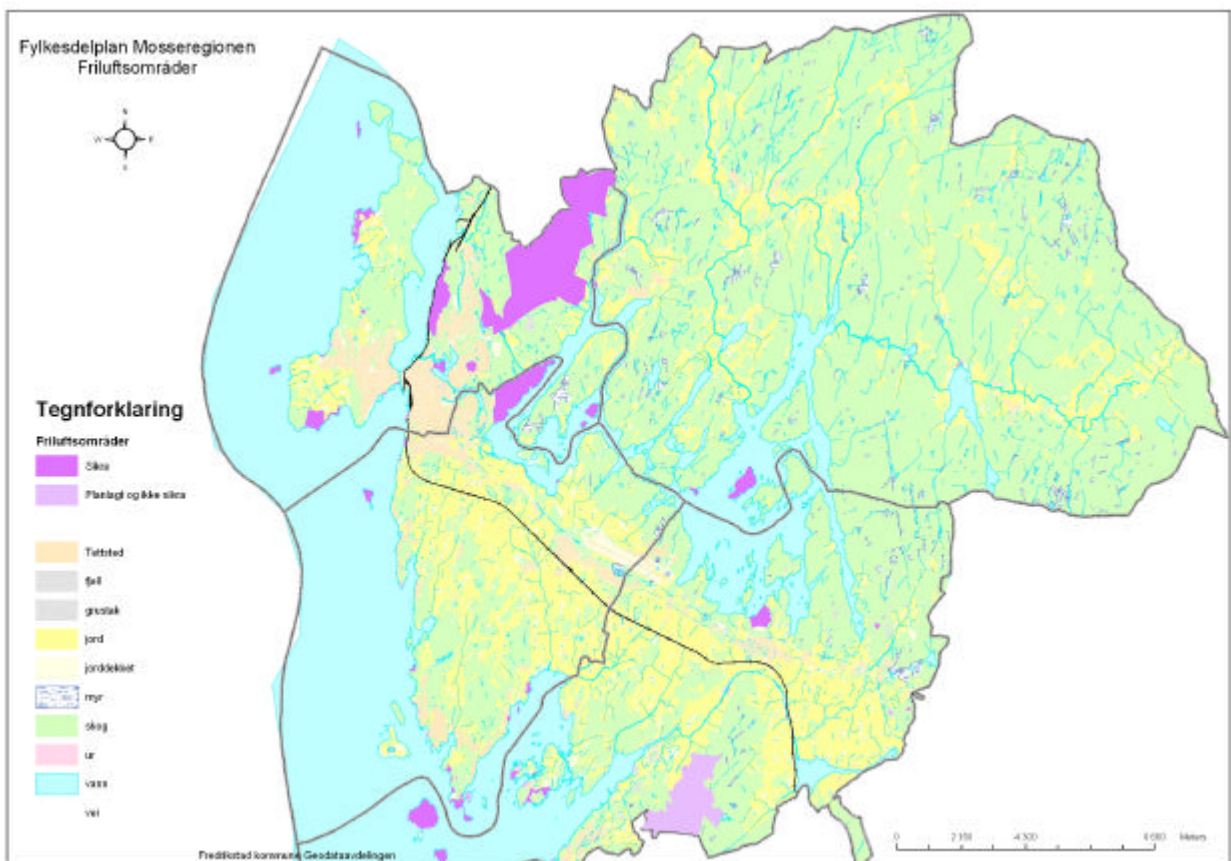 Fylkesdelplan Mosseregionen
Friluftsområder
N
W
E
S
Tegnforklaring
Friluftsområder
Sikra
Planlagt og ikke sikra
Tettsted
fjell
grustak
jord
jorddekket
myr
skog
ur
vann
vei
Fredrikstad kommune Geodataavdelingen
0
Meters